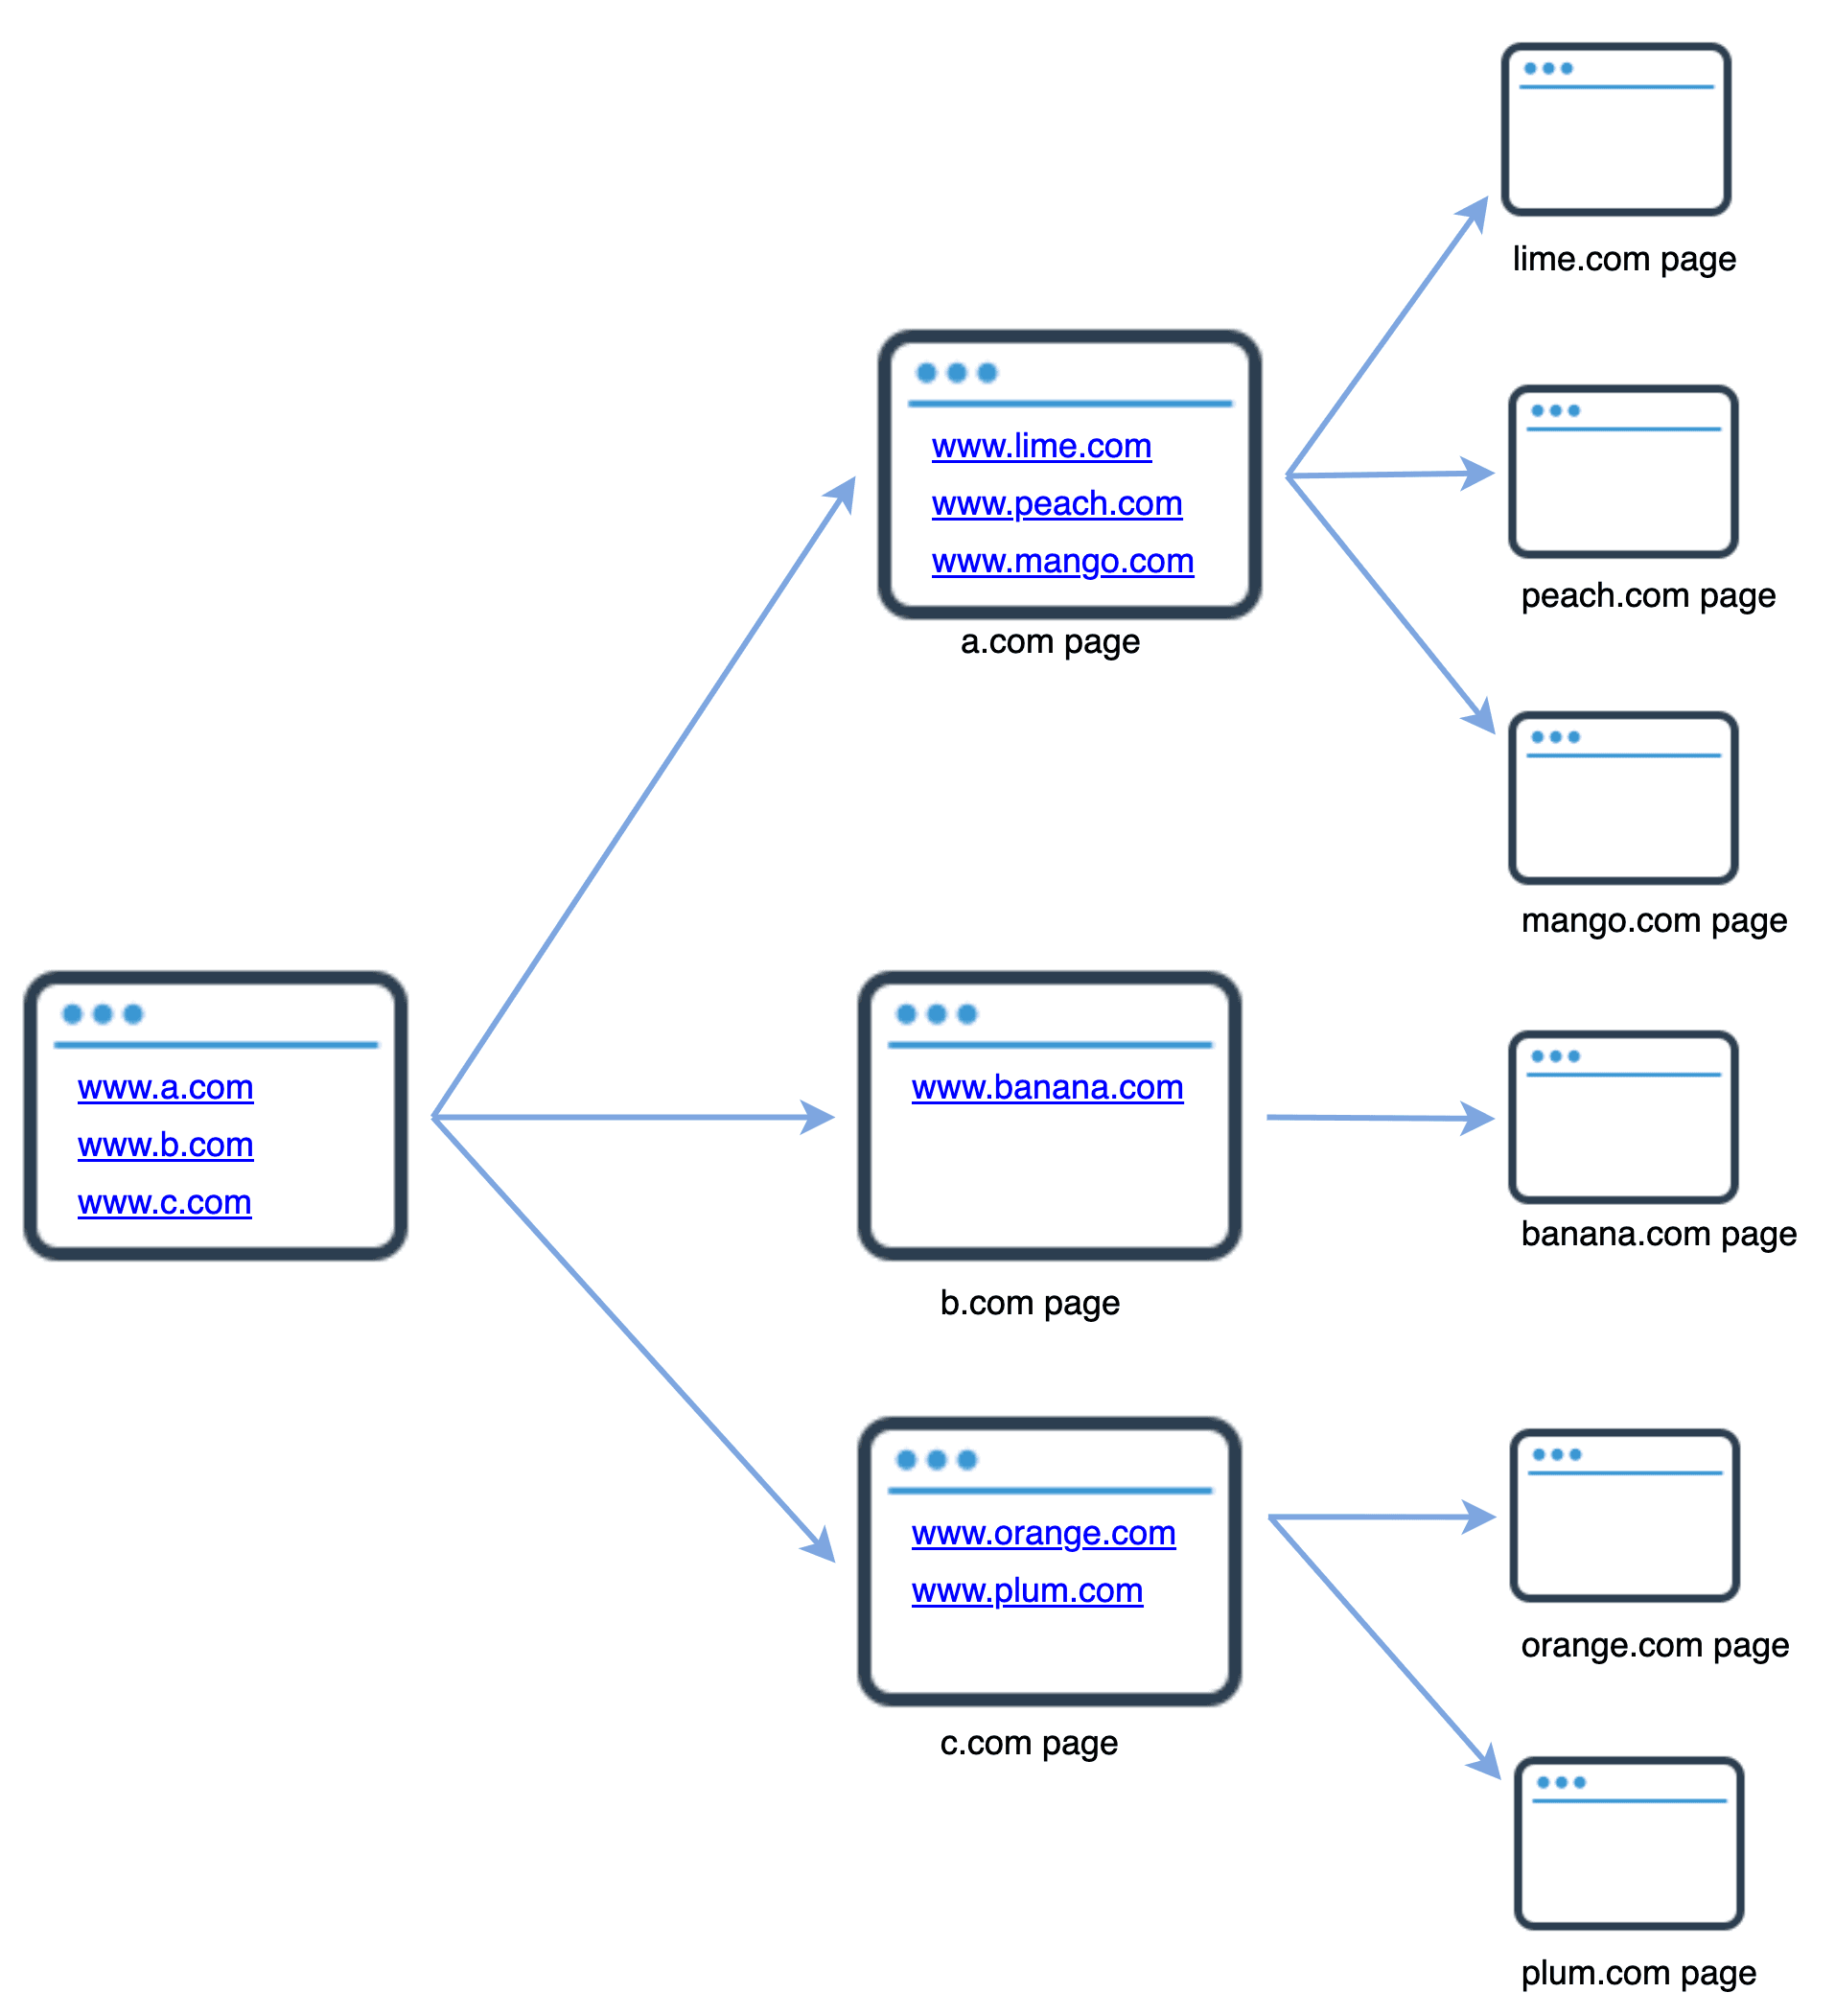 www.a.com
www.b.com
www.c.com
www.lime.com
www.peach.com
www.mango.com
a.com page
www.banana.com
b.com page
www.orange.com
www.plum.com
c.com page
lime.com page
peach.com page
mango.com page
banana.com page
orange.com page
plum.com page